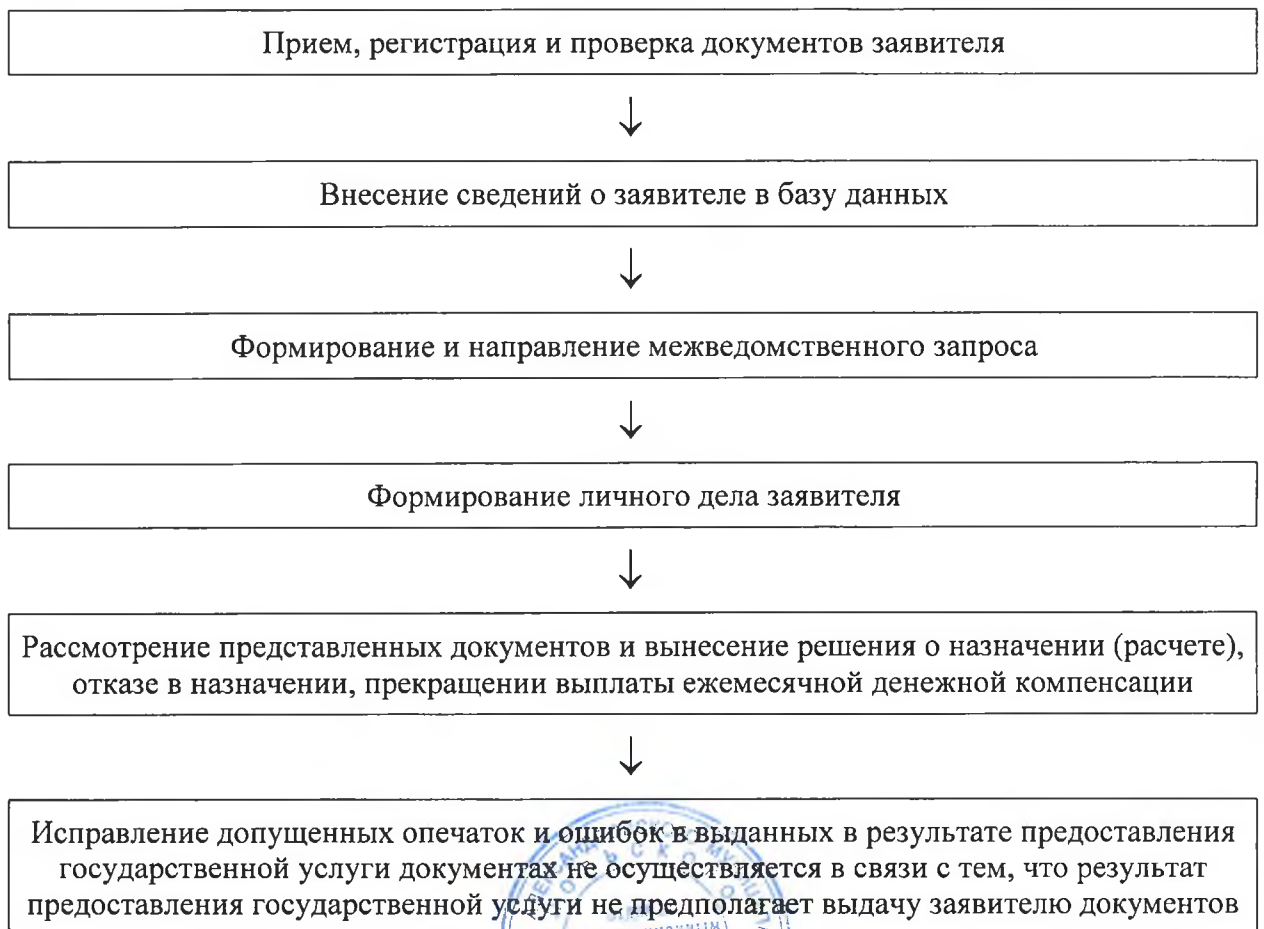 Прием, регистрация и проверка документов заявителя
↓
Внесение сведений о заявителе в базу данных
↓
Формирование и направление межведомственного запроса
↓
Формирование личного дела заявителя
↓
Рассмотрение представленных документов и вынесение решения о назначении (расчете),
отказе в назначении, прекращении выплаты ежемесячной денежной компенсации
↓
Исправление допущенных опечаток и ошибок в выданных в результате предоставления
государственной услуги документах не осуществляется в связи с тем, что результат
предоставления государственной услуги не предполагает выдачу заявителю документов